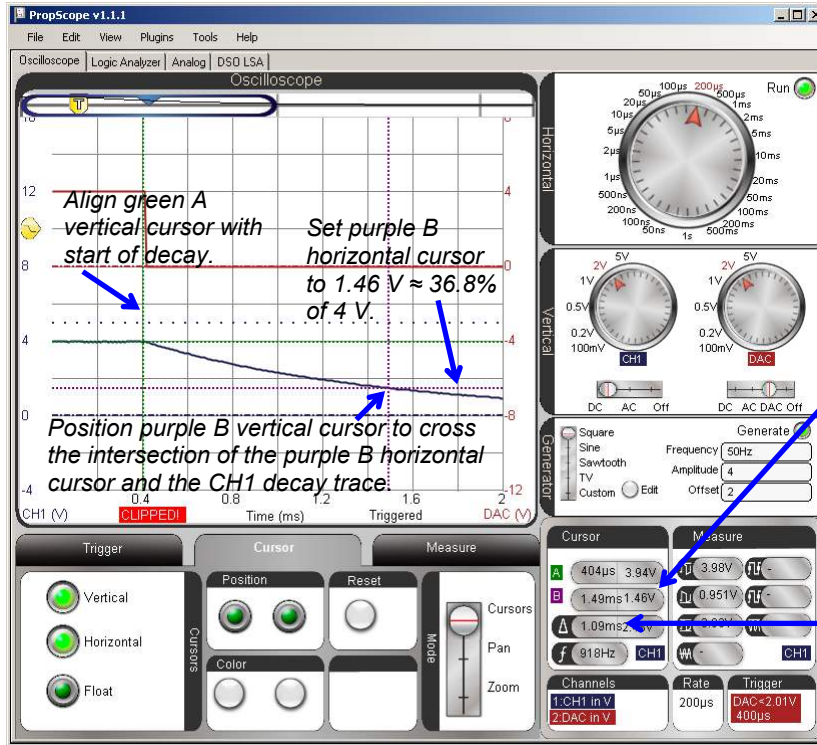 PropScope v1.1.1
File Edit View Plugins Tools Help
Oscilloscope Logic Analyzer Analog DSO LSA
Oscilloscope
T
16
12
8
4
0
-4
0
4
0
-4
-8
-12
Align green A
vertical cursor with
start of decay.
Set purple B
horizontal cursor
to 1.46 V ≈ 36.8%
of 4 V.
Position purple B vertical cursor to cross
the intersection of the purple B horizontal
cursor and the CH1 decay trace.
0.4 0.8 1.2 1.6 2
CH1 (V) CLIPPED! Time (ms) Triggered DAC (V)
Horizontal
Run
1µs 2µs 5µs 10µs 20µs 50µs 100µs 200µs 500µs 1ms 2ms 5ms 10ms 20ms 50ms 100ms 200ms 500ms 1s 50ns 100ns 200ns 500ns
Vertical
5V 2V 1V 0.5V 0.2V 100mV
CH1
DC AC Off
5V 2V 1V 0.5V 0.2V 100mV
DAC
DC AC DAC Off
Generator
Square
Sine
Sawtooth
TV
Custom Edit
Generate
Frequency 50Hz
Amplitude 4
Offset 2
Trigger Cursor Measure
Vertical
Horizontal
Float
Cursors
Position
Reset
Color
Mode
Cursors
Pan
Zoom
Cursor
A 404µs 3.94V
B 1.49ms 1.46V
Δ 1.09ms
f 918Hz CH1
Measure
3.98V -
0.951V -
-
- CH1
Channels
1:CH1 in V
2:DAC in V
Rate
200µs
Trigger
DAC<2.01V
400µs